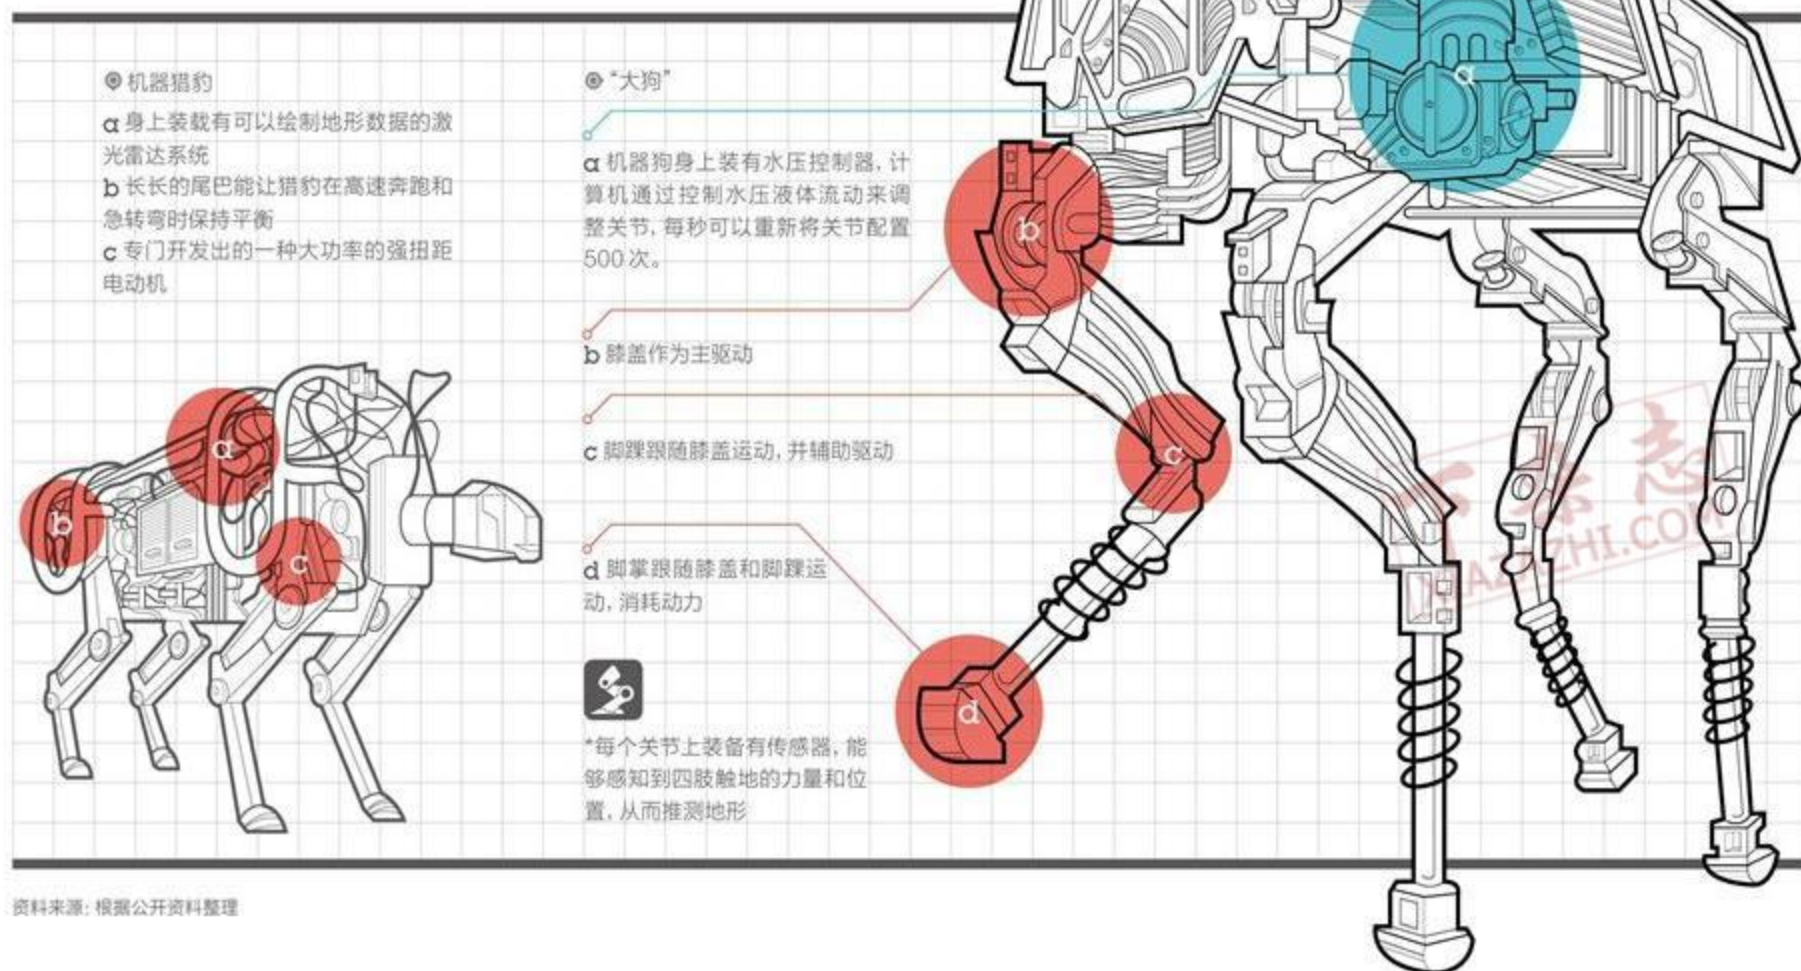 机器猎豹
a 身上装载有可以绘制地形数据的激
光雷达系统
b 长长的尾巴能让猎豹在高速奔跑和
急转弯时保持平衡
c 专门开发出的一种大功率的强扭距
电动机
“大狗”
a 机器狗身上装有水压控制器, 计
算机通过控制水压液体流动来调
整关节, 每秒可以重新将关节配置
500次。
b 膝盖作为主驱动
c 脚踝跟随膝盖运动, 并辅助驱动
d 脚掌跟随膝盖和脚踝运
动, 消耗动力
*每个关节上装备有传感器, 能
够感知到四肢触地的力量和位
置, 从而推测地形
a
b
c
a
b
c
d
资料来源: 根据公开资料整理